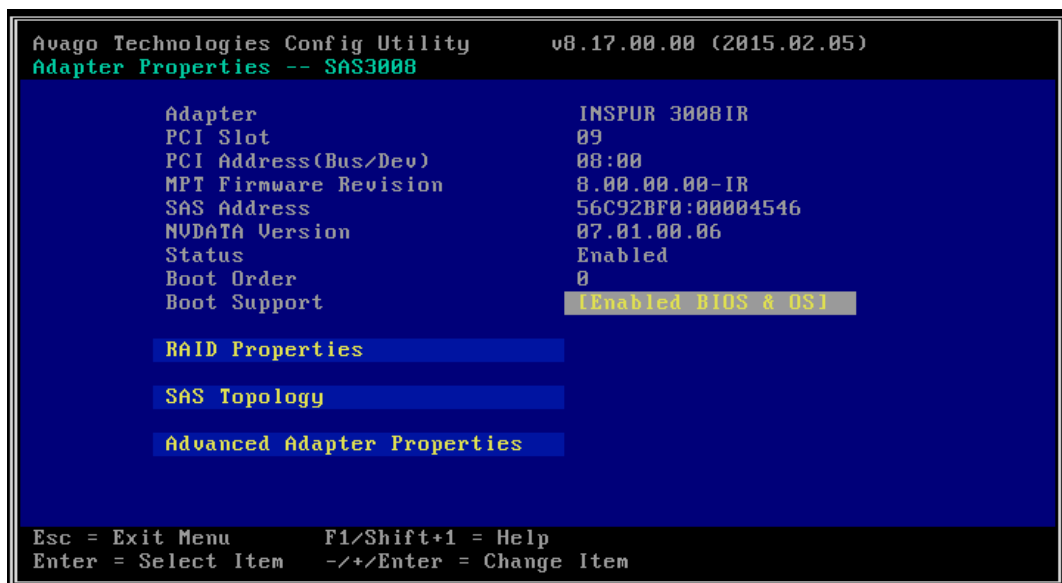 Avago Technologies Config Utility v8.17.00.00 (2015.02.05)
Adapter Properties -- SAS3008
Adapter INSPUR 3008IR
PCI Slot 09
PCI Address(Bus/Dev) 08:00
MPT Firmware Revision 8.00.00.00-IR
SAS Address 56C92BF0:00004546
NVDATA Version 07.01.00.06
Status Enabled
Boot Order 0
Boot Support [Enabled BIOS & OS]
RAID Properties
SAS Topology
Advanced Adapter Properties
Esc = Exit Menu F1/Shift+1 = Help
Enter = Select Item -/+/Enter = Change Item